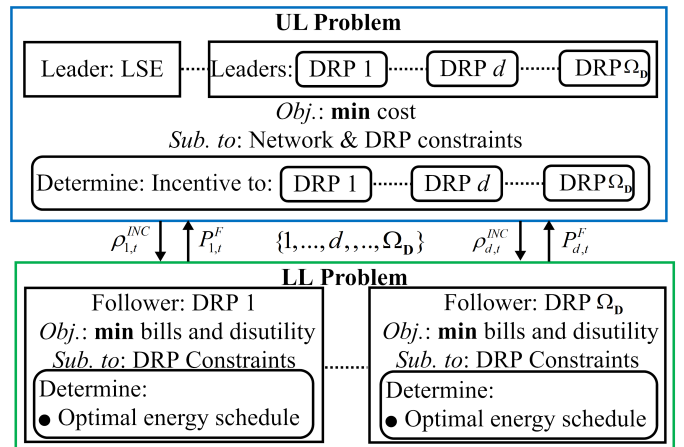 UL Problem
Leader: LSE Leaders: DRP 1 DRP d DRP Ω_D
Obj.: min cost
Sub. to: Network & DRP constraints
Determine: Incentive to: DRP 1 DRP d DRP Ω_D
ρ_{1,t}^{INC} P_{1,t}^{F} {1,...,d,,..,Ω_D} ρ_{d,t}^{INC} P_{d,t}^{F}
LL Problem
Follower: DRP 1
Obj.: min bills and disutility
Sub. to: DRP Constraints
Determine:
● Optimal energy schedule
Follower: DRP Ω_D
Obj.: min bills and disutility
Sub. to: DRP Constraints
Determine:
● Optimal energy schedule